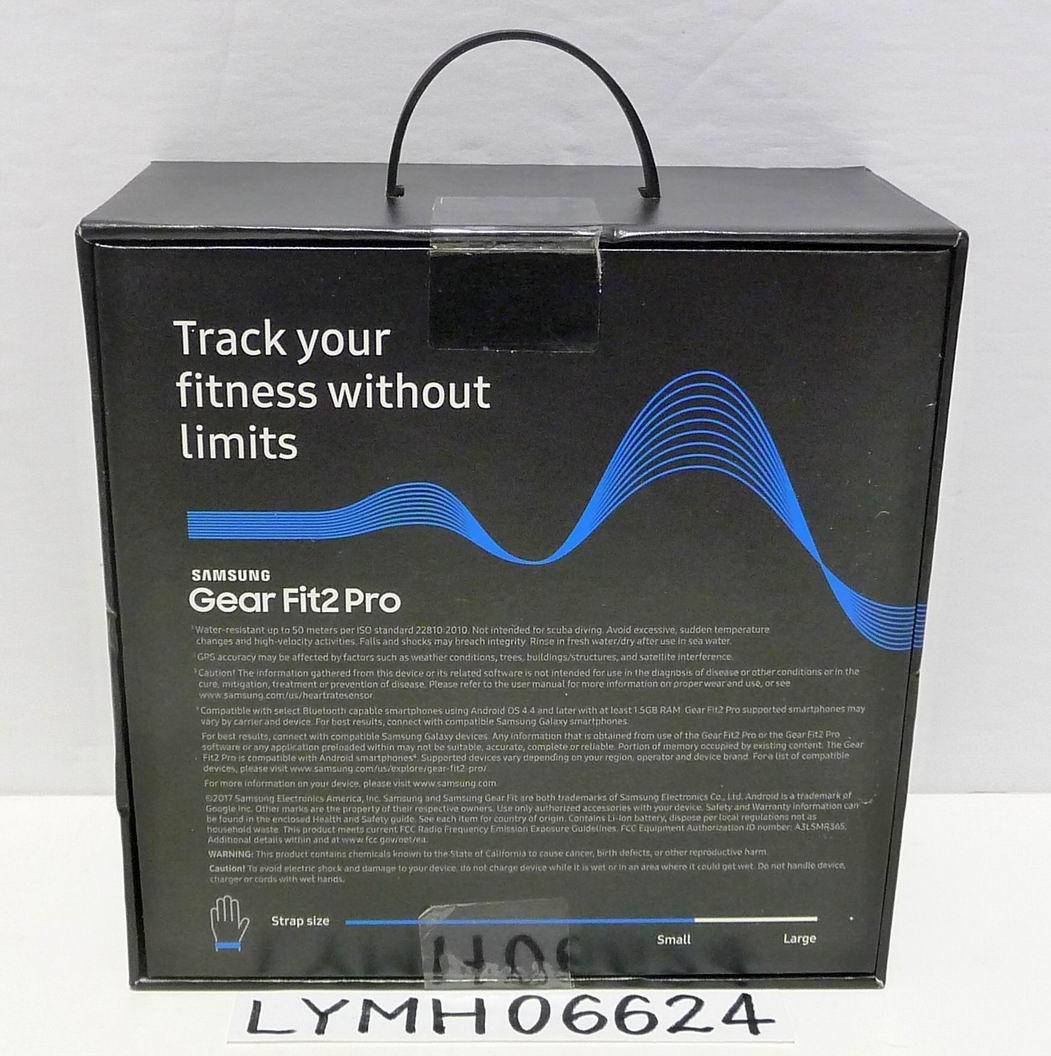 Track your
fitness without
limits
SAMSUNG
Gear Fit2 Pro
¹Water-resistant up to 50 meters per ISO standard 22810:2010. Not intended for scuba diving. Avoid excessive, sudden temperature
changes and high-velocity activities. Falls and shocks may breach integrity. Rinse in fresh water/dry after use in sea water.
GPS accuracy may be affected by factors such as weather conditions, trees, buildings/structures, and satellite interference.
³Caution! The information gathered from this device or its related software is not intended for use in the diagnosis of disease or other conditions or in the
cure, mitigation, treatment or prevention of disease. Please refer to the user manual for more information on proper wear and use, or see
www.samsung.com/us/heartratesensor.
⁴Compatible with select Bluetooth capable smartphones using Android OS 4.4 and later with at least 1.5GB RAM. Gear Fit2 Pro supported smartphones may
vary by carrier and device. For best results, connect with compatible Samsung Galaxy smartphones.
For best results, connect with compatible Samsung Galaxy devices. Any information that is obtained from use of the Gear Fit2 Pro or the Gear Fit2 Pro
software or any application preloaded within may not be suitable, accurate, complete or reliable. Portion of memory occupied by existing content. The Gear
Fit2 Pro is compatible with Android smartphones⁴. Supported devices vary depending on your region, operator and device brand. For a list of compatible
devices, please visit www.samsung.com/us/explore/gear-fit2-pro/
For more information on your device, please visit www.samsung.com.
©2017 Samsung Electronics America, Inc. Samsung and Samsung Gear Fit are both trademarks of Samsung Electronics Co., Ltd. Android is a trademark of
Google Inc. Other marks are the property of their respective owners. Use only authorized accessories with your device. Safety and Warranty information can
be found in the enclosed Health and Safety guide. See each item for country of origin. Contains Li-Ion battery, dispose per local regulations not as
household waste. This product meets current FCC Radio Frequency Emission Exposure Guidelines. FCC Equipment Authorization ID number: A3LSMR365.
Additional details within and at www.fcc.gov/oet/ea.
WARNING: This product contains chemicals known to the State of California to cause cancer, birth defects, or other reproductive harm.
Caution! To avoid electric shock and damage to your device, do not charge device while it is wet or in an area where it could get wet. Do not handle device,
charger or cords with wet hands.
Strap size
Small
Large
LYMH06624